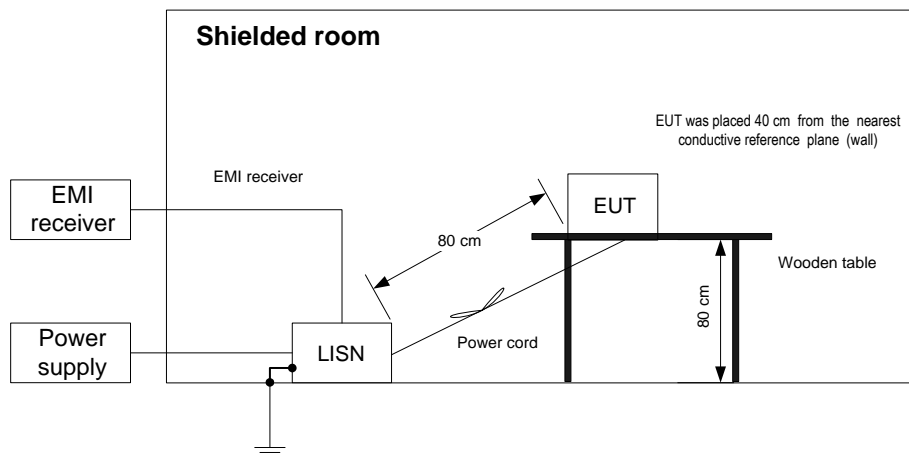 Shielded room
EUT was placed 40 cm from the nearest
conductive reference plane (wall)
EMI receiver
EMI
receiver
EUT
80 cm
Wooden table
80 cm
Power cord
Power
supply
LISN